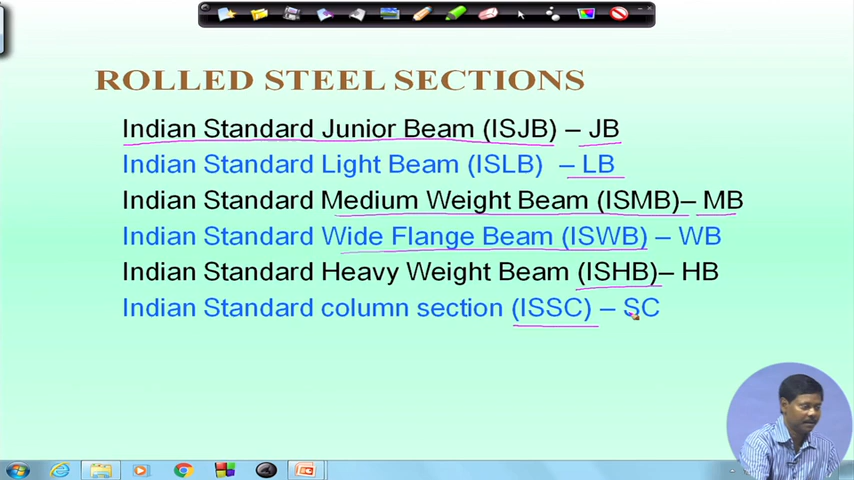 ROLLED STEEL SECTIONS
Indian Standard Junior Beam (ISJB) – JB
Indian Standard Light Beam (ISLB) – LB
Indian Standard Medium Weight Beam (ISMB)– MB
Indian Standard Wide Flange Beam (ISWB) – WB
Indian Standard Heavy Weight Beam (ISHB)– HB
Indian Standard column section (ISSC) – SC